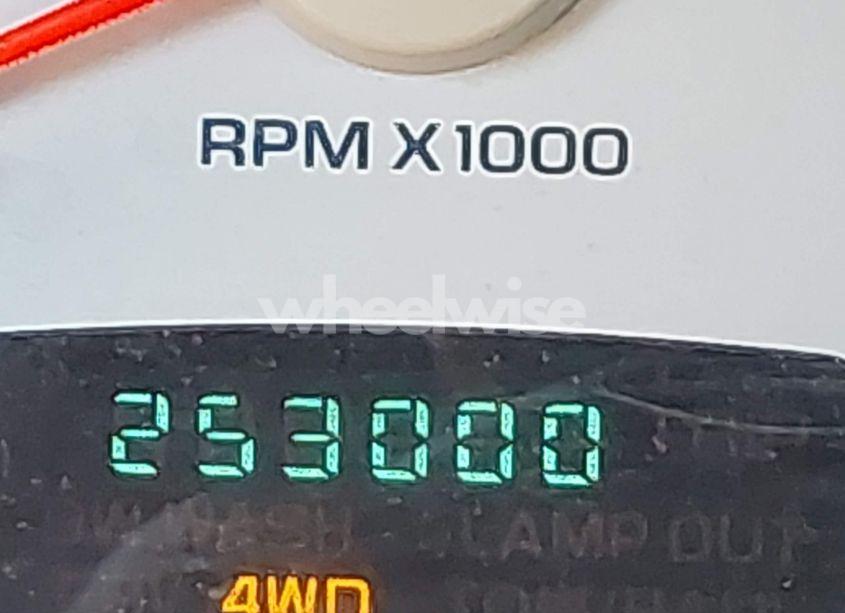 RPM X1000
wheelwise
253000
LAMP OUT
4WD